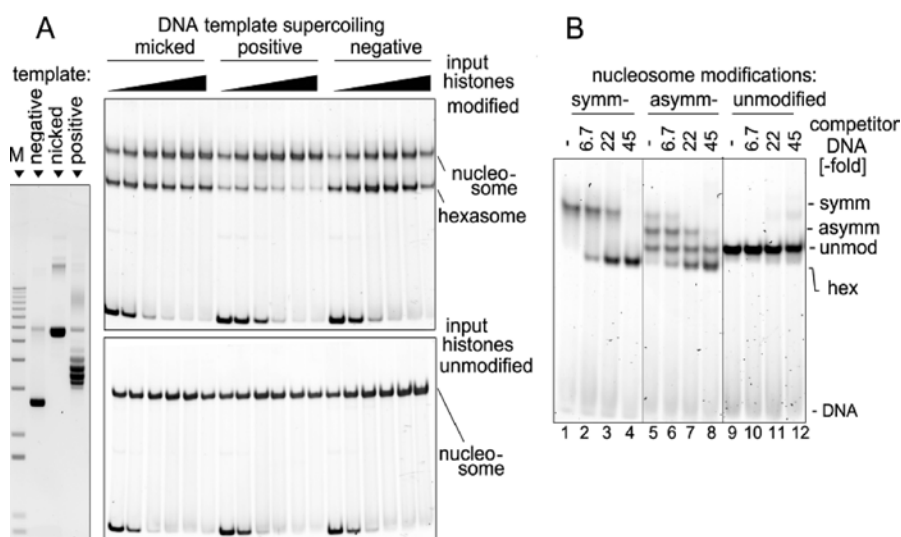 A
DNA template supercoiling
micked positive negative
template:
input
histones
modified
M
negative
nicked
positive
nucleo-
some
hexasome
input
histones
unmodified
nucleo-
some
B
nucleosome modifications:
symm- asymm- unmodified
competitor
DNA
[-fold]
- 6.7 22 45 - 6.7 22 45 - 6.7 22 45
- symm
- asymm
- unmod
hex
- DNA
1 2 3 4 5 6 7 8 9 10 11 12